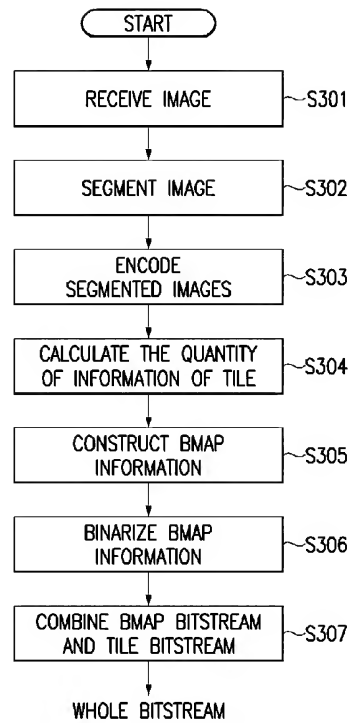 START
RECEIVE IMAGE
S301
SEGMENT IMAGE
S302
ENCODE
SEGMENTED IMAGES
S303
CALCULATE THE QUANTITY
OF INFORMATION OF TILE
S304
CONSTRUCT BMAP
INFORMATION
S305
BINARIZE BMAP
INFORMATION
S306
COMBINE BMAP BITSTREAM
AND TILE BITSTREAM
S307
WHOLE BITSTREAM